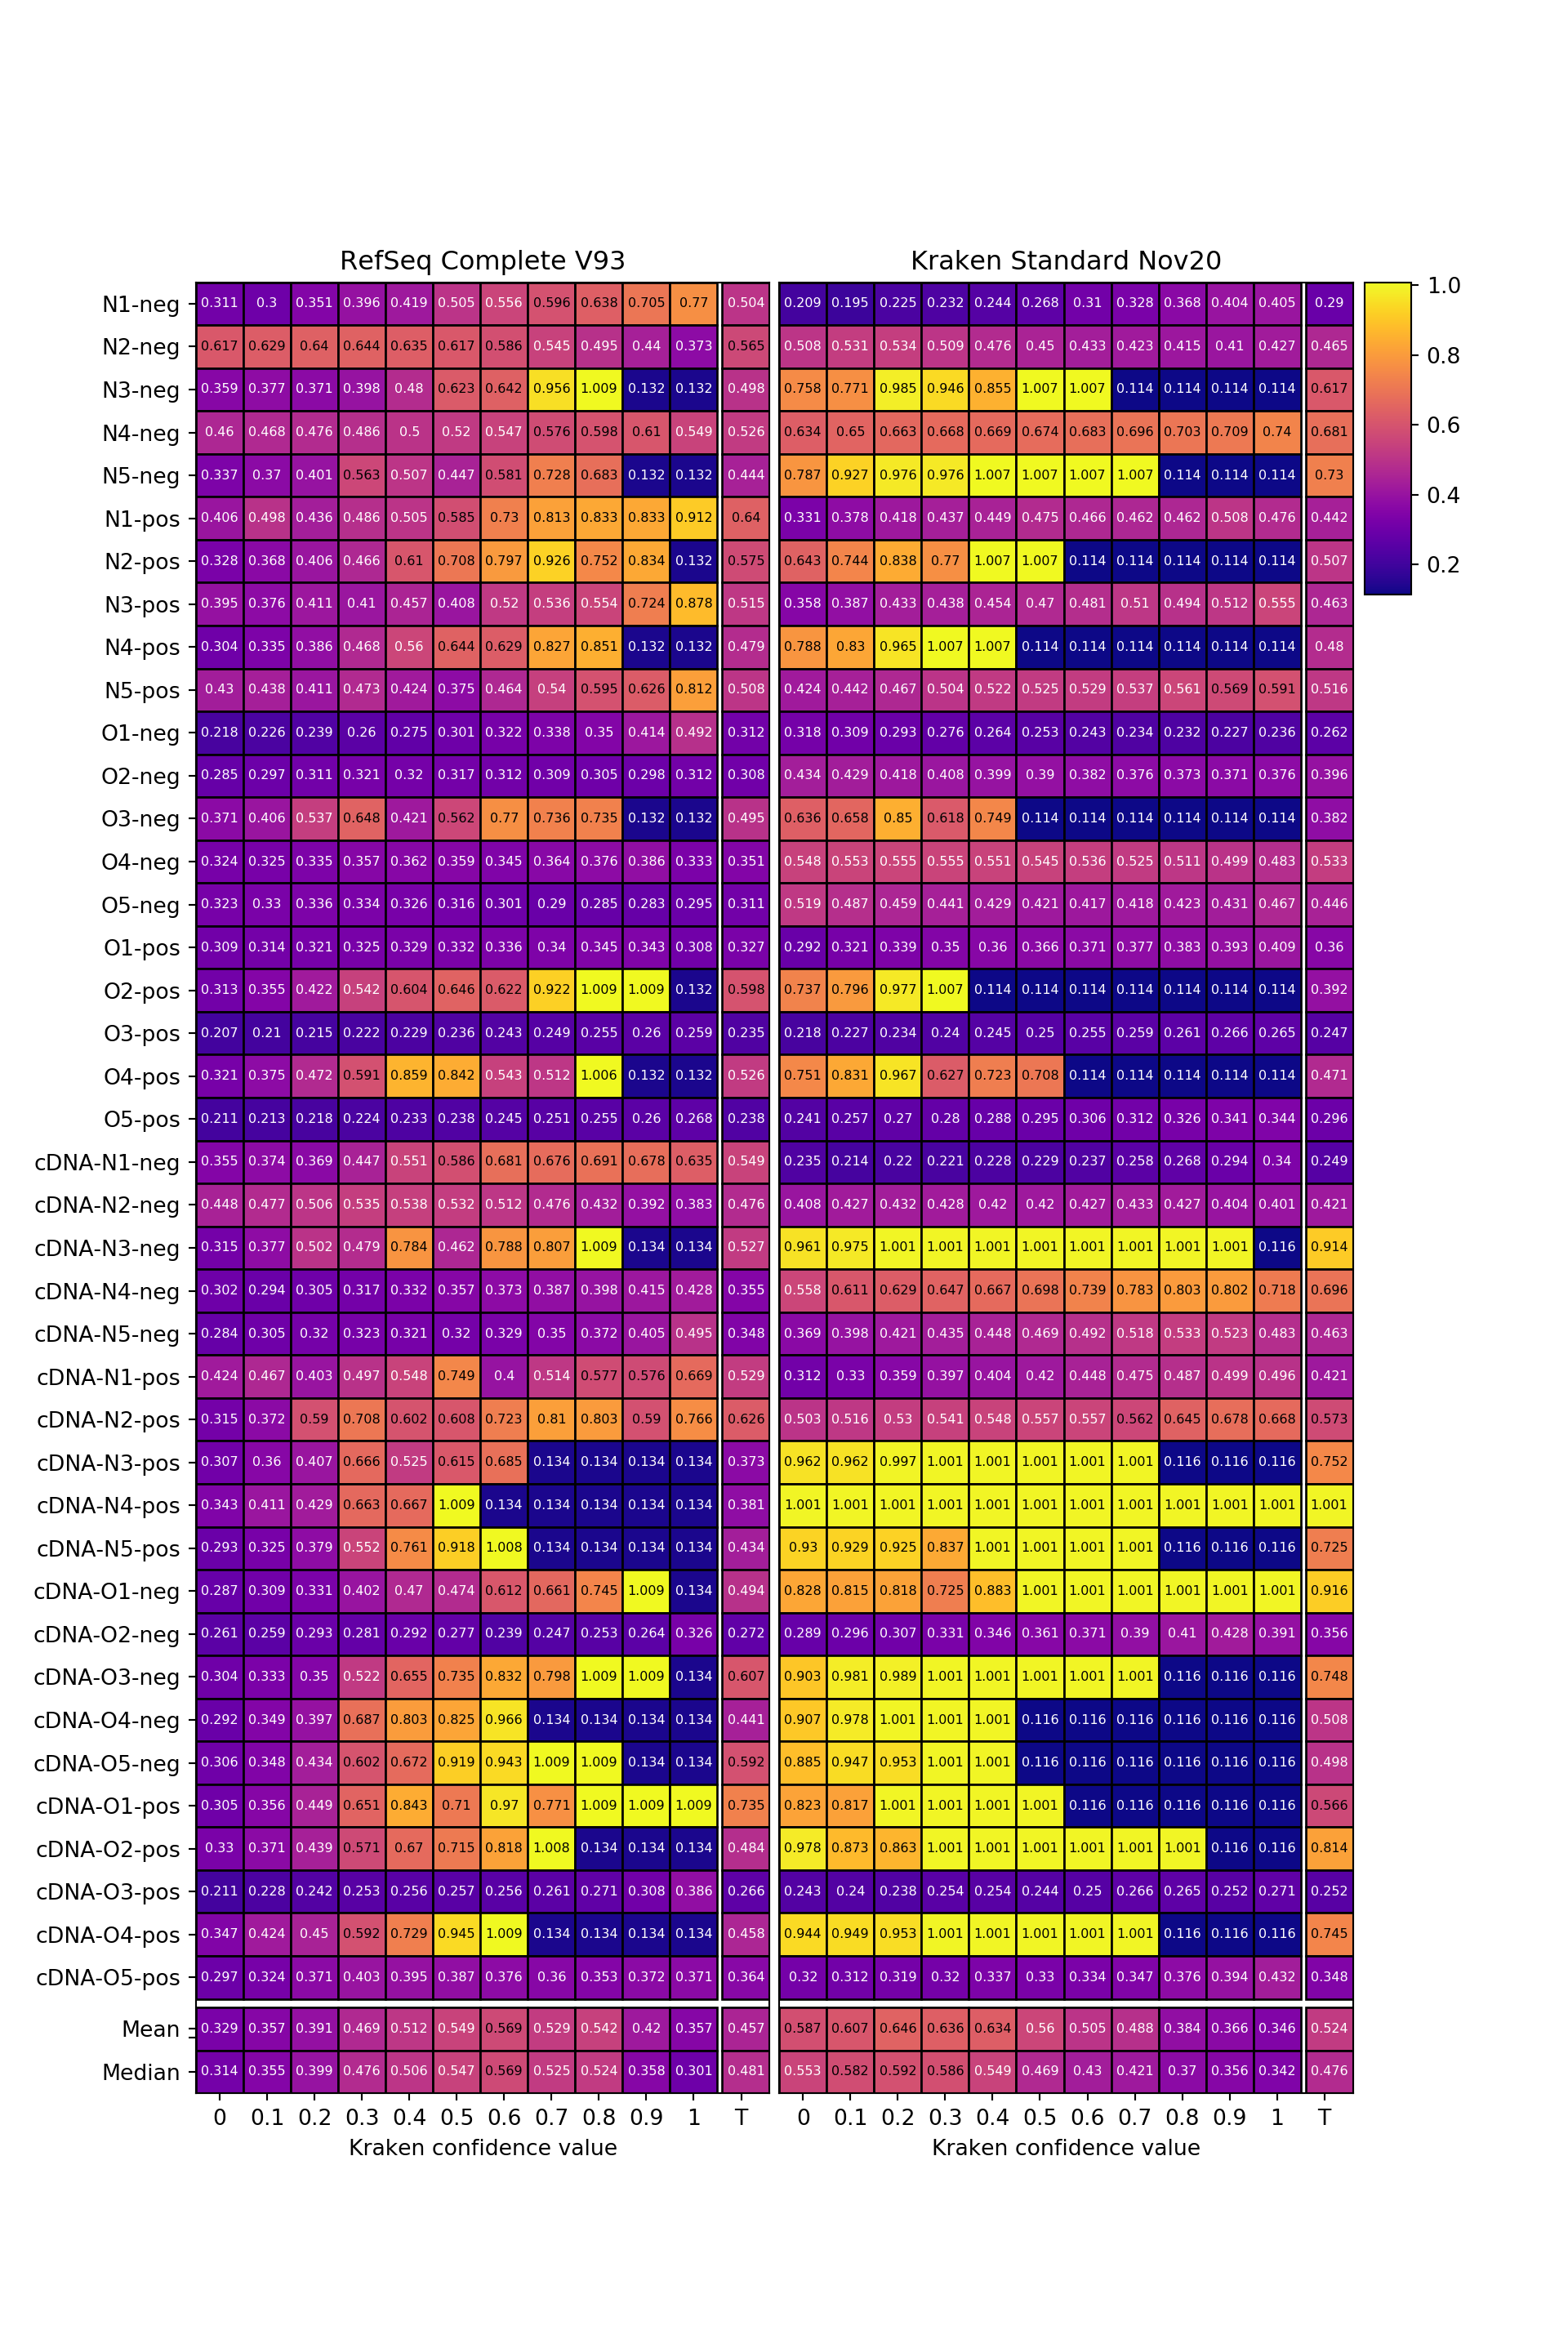 RefSeq Complete V93 Kraken Standard Nov20
N1-neg 0.311 0.3 0.351 0.396 0.419 0.505 0.556 0.596 0.638 0.705 0.77 0.504 0.209 0.195 0.225 0.232 0.244 0.268 0.31 0.328 0.368 0.404 0.405 0.29 1.0
N2-neg 0.617 0.629 0.64 0.644 0.635 0.617 0.586 0.545 0.495 0.44 0.373 0.565 0.508 0.531 0.534 0.509 0.476 0.45 0.433 0.423 0.415 0.41 0.427 0.465 0.8
N3-neg 0.359 0.377 0.371 0.398 0.48 0.623 0.642 0.956 1.009 0.132 0.132 0.498 0.758 0.771 0.985 0.946 0.855 1.007 1.007 0.114 0.114 0.114 0.114 0.617
N4-neg 0.46 0.468 0.476 0.486 0.5 0.52 0.547 0.576 0.598 0.61 0.549 0.526 0.634 0.65 0.663 0.668 0.669 0.674 0.683 0.696 0.703 0.709 0.74 0.681 0.6
N5-neg 0.337 0.37 0.401 0.563 0.507 0.447 0.581 0.728 0.683 0.132 0.132 0.444 0.787 0.927 0.976 0.976 1.007 1.007 1.007 1.007 0.114 0.114 0.114 0.73 0.4
N1-pos 0.406 0.498 0.436 0.486 0.505 0.585 0.73 0.813 0.833 0.833 0.912 0.64 0.331 0.378 0.418 0.437 0.449 0.475 0.466 0.462 0.462 0.508 0.476 0.442
N2-pos 0.328 0.368 0.406 0.466 0.61 0.708 0.797 0.926 0.752 0.834 0.132 0.575 0.643 0.744 0.838 0.77 1.007 1.007 0.114 0.114 0.114 0.114 0.114 0.507 0.2
N3-pos 0.395 0.376 0.411 0.41 0.457 0.408 0.52 0.536 0.554 0.724 0.878 0.515 0.358 0.387 0.433 0.438 0.454 0.47 0.481 0.51 0.494 0.512 0.555 0.463
N4-pos 0.304 0.335 0.386 0.468 0.56 0.644 0.629 0.827 0.851 0.132 0.132 0.479 0.788 0.83 0.965 1.007 1.007 0.114 0.114 0.114 0.114 0.114 0.114 0.48
N5-pos 0.43 0.438 0.411 0.473 0.424 0.375 0.464 0.54 0.595 0.626 0.812 0.508 0.424 0.442 0.467 0.504 0.522 0.525 0.529 0.537 0.561 0.569 0.591 0.516
O1-neg 0.218 0.226 0.239 0.26 0.275 0.301 0.322 0.338 0.35 0.414 0.492 0.312 0.318 0.309 0.293 0.276 0.264 0.253 0.243 0.234 0.232 0.227 0.236 0.262
O2-neg 0.285 0.297 0.311 0.321 0.32 0.317 0.312 0.309 0.305 0.298 0.312 0.308 0.434 0.429 0.418 0.408 0.399 0.39 0.382 0.376 0.373 0.371 0.376 0.396
O3-neg 0.371 0.406 0.537 0.648 0.421 0.562 0.77 0.736 0.735 0.132 0.132 0.495 0.636 0.658 0.85 0.618 0.749 0.114 0.114 0.114 0.114 0.114 0.114 0.382
O4-neg 0.324 0.325 0.335 0.357 0.362 0.359 0.345 0.364 0.376 0.386 0.333 0.351 0.548 0.553 0.555 0.555 0.551 0.545 0.536 0.525 0.511 0.499 0.483 0.533
O5-neg 0.323 0.33 0.336 0.334 0.326 0.316 0.301 0.29 0.285 0.283 0.295 0.311 0.519 0.487 0.459 0.441 0.429 0.421 0.417 0.418 0.423 0.431 0.467 0.446
O1-pos 0.309 0.314 0.321 0.325 0.329 0.332 0.336 0.34 0.345 0.343 0.308 0.327 0.292 0.321 0.339 0.35 0.36 0.366 0.371 0.377 0.383 0.393 0.409 0.36
O2-pos 0.313 0.355 0.422 0.542 0.604 0.646 0.622 0.922 1.009 1.009 0.132 0.598 0.737 0.796 0.977 1.007 0.114 0.114 0.114 0.114 0.114 0.114 0.114 0.392
O3-pos 0.207 0.21 0.215 0.222 0.229 0.236 0.243 0.249 0.255 0.26 0.259 0.235 0.218 0.227 0.234 0.24 0.245 0.25 0.255 0.259 0.261 0.266 0.265 0.247
O4-pos 0.321 0.375 0.472 0.591 0.859 0.842 0.543 0.512 1.006 0.132 0.132 0.526 0.751 0.831 0.967 0.627 0.723 0.708 0.114 0.114 0.114 0.114 0.114 0.471
O5-pos 0.211 0.213 0.218 0.224 0.233 0.238 0.245 0.251 0.255 0.26 0.268 0.238 0.241 0.257 0.27 0.28 0.288 0.295 0.306 0.312 0.326 0.341 0.344 0.296
cDNA-N1-neg 0.355 0.374 0.369 0.447 0.551 0.586 0.681 0.676 0.691 0.678 0.635 0.549 0.235 0.214 0.22 0.221 0.228 0.229 0.237 0.258 0.268 0.294 0.34 0.249
cDNA-N2-neg 0.448 0.477 0.506 0.535 0.538 0.532 0.512 0.476 0.432 0.392 0.383 0.476 0.408 0.427 0.432 0.428 0.42 0.42 0.427 0.433 0.427 0.404 0.401 0.421
cDNA-N3-neg 0.315 0.377 0.502 0.479 0.784 0.462 0.788 0.807 1.009 0.134 0.134 0.527 0.961 0.975 1.001 1.001 1.001 1.001 1.001 1.001 1.001 1.001 0.116 0.914
cDNA-N4-neg 0.302 0.294 0.305 0.317 0.332 0.357 0.373 0.387 0.398 0.415 0.428 0.355 0.558 0.611 0.629 0.647 0.667 0.698 0.739 0.783 0.803 0.802 0.718 0.696
cDNA-N5-neg 0.284 0.305 0.32 0.323 0.321 0.32 0.329 0.35 0.372 0.405 0.495 0.348 0.369 0.398 0.421 0.435 0.448 0.469 0.492 0.518 0.533 0.523 0.483 0.463
cDNA-N1-pos 0.424 0.467 0.403 0.497 0.548 0.749 0.4 0.514 0.577 0.576 0.669 0.529 0.312 0.33 0.359 0.397 0.404 0.42 0.448 0.475 0.487 0.499 0.496 0.421
cDNA-N2-pos 0.315 0.372 0.59 0.708 0.602 0.608 0.723 0.81 0.803 0.59 0.766 0.626 0.503 0.516 0.53 0.541 0.548 0.557 0.557 0.562 0.645 0.678 0.668 0.573
cDNA-N3-pos 0.307 0.36 0.407 0.666 0.525 0.615 0.685 0.134 0.134 0.134 0.134 0.373 0.962 0.962 0.997 1.001 1.001 1.001 1.001 1.001 0.116 0.116 0.116 0.752
cDNA-N4-pos 0.343 0.411 0.429 0.663 0.667 1.009 0.134 0.134 0.134 0.134 0.134 0.381 1.001 1.001 1.001 1.001 1.001 1.001 1.001 1.001 1.001 1.001 1.001 1.001
cDNA-N5-pos 0.293 0.325 0.379 0.552 0.761 0.918 1.008 0.134 0.134 0.134 0.134 0.434 0.93 0.929 0.925 0.837 1.001 1.001 1.001 1.001 0.116 0.116 0.116 0.725
cDNA-O1-neg 0.287 0.309 0.331 0.402 0.47 0.474 0.612 0.661 0.745 1.009 0.134 0.494 0.828 0.815 0.818 0.725 0.883 1.001 1.001 1.001 1.001 1.001 1.001 0.916
cDNA-O2-neg 0.261 0.259 0.293 0.281 0.292 0.277 0.239 0.247 0.253 0.264 0.326 0.272 0.289 0.296 0.307 0.331 0.346 0.361 0.371 0.39 0.41 0.428 0.391 0.356
cDNA-O3-neg 0.304 0.333 0.35 0.522 0.655 0.735 0.832 0.798 1.009 1.009 0.134 0.607 0.903 0.981 0.989 1.001 1.001 1.001 1.001 1.001 0.116 0.116 0.116 0.748
cDNA-O4-neg 0.292 0.349 0.397 0.687 0.803 0.825 0.966 0.134 0.134 0.134 0.134 0.441 0.907 0.978 1.001 1.001 1.001 0.116 0.116 0.116 0.116 0.116 0.116 0.508
cDNA-O5-neg 0.306 0.348 0.434 0.602 0.672 0.919 0.943 1.009 1.009 0.134 0.134 0.592 0.885 0.947 0.953 1.001 1.001 0.116 0.116 0.116 0.116 0.116 0.116 0.498
cDNA-O1-pos 0.305 0.356 0.449 0.651 0.843 0.71 0.97 0.771 1.009 1.009 1.009 0.735 0.823 0.817 1.001 1.001 1.001 1.001 0.116 0.116 0.116 0.116 0.116 0.566
cDNA-O2-pos 0.33 0.371 0.439 0.571 0.67 0.715 0.818 1.008 0.134 0.134 0.134 0.484 0.978 0.873 0.863 1.001 1.001 1.001 1.001 1.001 1.001 0.116 0.116 0.814
cDNA-O3-pos 0.211 0.228 0.242 0.253 0.256 0.257 0.256 0.261 0.271 0.308 0.386 0.266 0.243 0.24 0.238 0.254 0.254 0.244 0.25 0.266 0.265 0.252 0.271 0.252
cDNA-O4-pos 0.347 0.424 0.45 0.592 0.729 0.945 1.009 0.134 0.134 0.134 0.134 0.458 0.944 0.949 0.953 1.001 1.001 1.001 1.001 1.001 0.116 0.116 0.116 0.745
cDNA-O5-pos 0.297 0.324 0.371 0.403 0.395 0.387 0.376 0.36 0.353 0.372 0.371 0.364 0.32 0.312 0.319 0.32 0.337 0.33 0.334 0.347 0.376 0.394 0.432 0.348
Mean 0.329 0.357 0.391 0.469 0.512 0.549 0.569 0.529 0.542 0.42 0.357 0.457 0.587 0.607 0.646 0.636 0.634 0.56 0.505 0.488 0.384 0.366 0.346 0.524
Median 0.314 0.355 0.399 0.476 0.506 0.547 0.569 0.525 0.524 0.358 0.301 0.481 0.553 0.582 0.592 0.586 0.549 0.469 0.43 0.421 0.37 0.356 0.342 0.476
0 0.1 0.2 0.3 0.4 0.5 0.6 0.7 0.8 0.9 1 T 0 0.1 0.2 0.3 0.4 0.5 0.6 0.7 0.8 0.9 1 T
Kraken confidence value Kraken confidence value